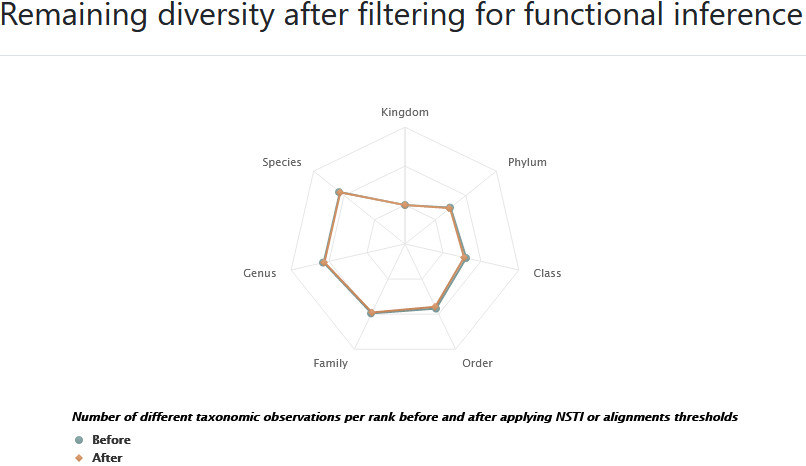 Remaining diversity after filtering for functional inference
Kingdom
Species
Phylum
Genus
Class
Family
Order
Number of different taxonomic observations per rank before and after applying NSTI or alignments thresholds
Before
After